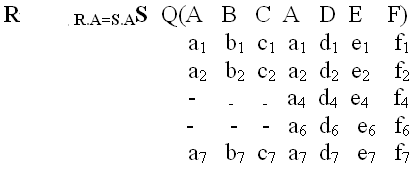 R , R.A=S.A S Q(A B C A D E F)
a1 b1 c1 a1 d1 e1 f1
a2 b2 c2 a2 d2 e2 f2
- - - a4 d4 e4 f4
- - - a6 d6 e6 f6
a7 b7 c7 a7 d7 e7 f7